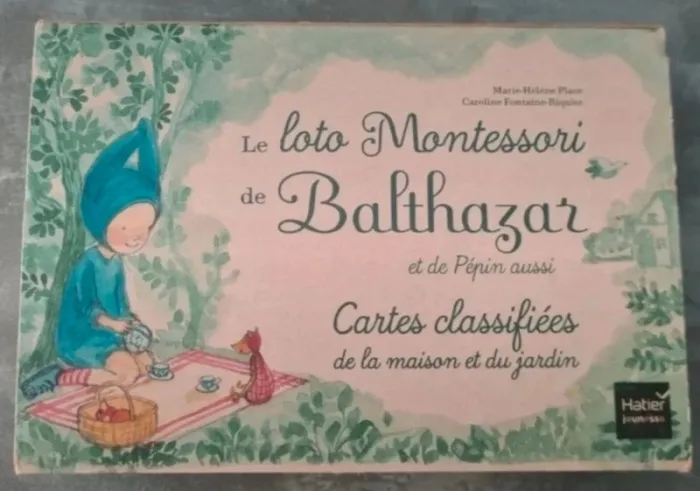 Marie-Hélène Place
Caroline Fontaine-Riquier
Le loto Montessori
de Balthazar
et de Pépin aussi
Cartes classifiées
de la maison et du jardin
Hatier
jeunesse